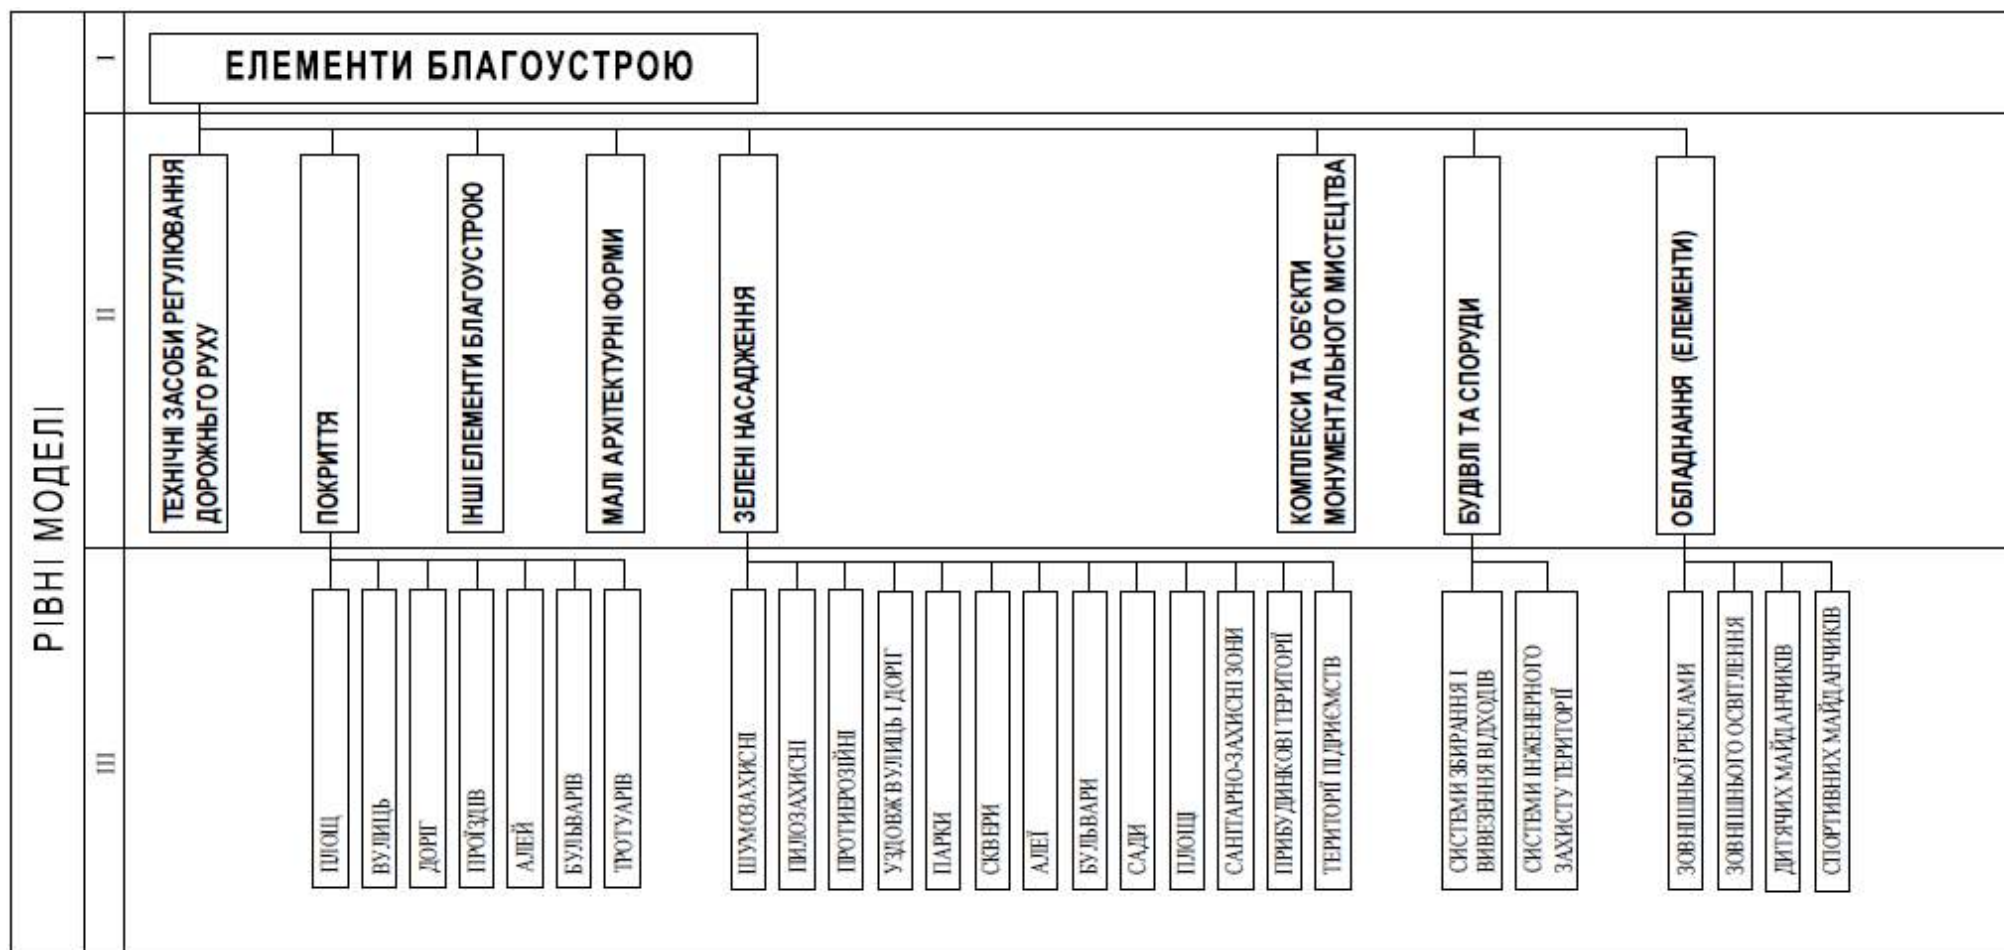 РІВНІ МОДЕЛІ
I
ЕЛЕМЕНТИ БЛАГОУСТРОЮ
II
ТЕХНІЧНІ ЗАСОБИ РЕГУЛЮВАННЯ
ДОРОЖНЬГО РУХУ
ПОКРИТТЯ
ІНШІ ЕЛЕМЕНТИ БЛАГОУСТРОЮ
МАЛІ АРХІТЕКТУРНІ ФОРМИ
ЗЕЛЕНІ НАСАДЖЕННЯ
КОМПЛЕКСИ ТА ОБ'ЄКТИ
МОНУМЕНТАЛЬНОГО МИСТЕЦТВА
БУДІВЛІ ТА СПОРУДИ
ОБЛАДНАННЯ (ЕЛЕМЕНТИ)
III
ПЛОЩ
ВУЛИЦЬ
ДОРІГ
ПРОЇЗДІВ
АЛЕЙ
БУЛЬВАРІВ
ТРОТУАРІВ
ШУМОЗАХИСНІ
ПИЛОЗАХИСНІ
ПРОТИЕРОЗІЙНІ
УЗДОВЖ ВУЛИЦЬ І ДОРІГ
ПАРКИ
СКВЕРИ
АЛЕЇ
БУЛЬВАРИ
САДИ
ПЛОЩІ
САНІТАРНО-ЗАХИСНІ ЗОНИ
ПРИБУДИНКОВІ ТЕРИТОРІЇ
ТЕРИТОРІЇ ПІДРИЄМСТВ
СИСТЕМИ ЗБИРАННЯ І
ВИВЕЗЕННЯ ВІДХОДІВ
СИСТЕМИ ІНЖЕНЕРНОГО
ЗАХИСТУ ТЕРИТОРІЇ
ЗОВНІШНЬОЇ РЕКЛАМИ
ЗОВНІШНЬОГО ОСВІТЛЕННЯ
ДИТЯЧИХ МАЙДАНЧИКІВ
СПОРТИВНИХ МАЙДАНЧИКІВ